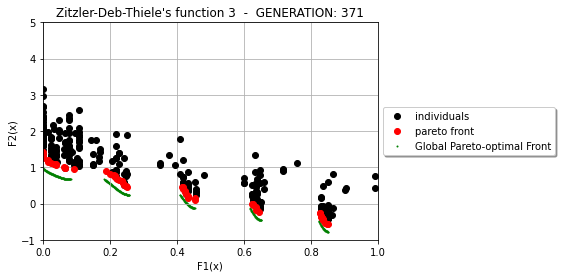 Zitzler-Deb-Thiele's function 3 - GENERATION: 371
5
4
3
2
1
0
−1
F2(x)
0.0 0.2 0.4 0.6 0.8 1.0
F1(x)
individuals
pareto front
Global Pareto-optimal Front